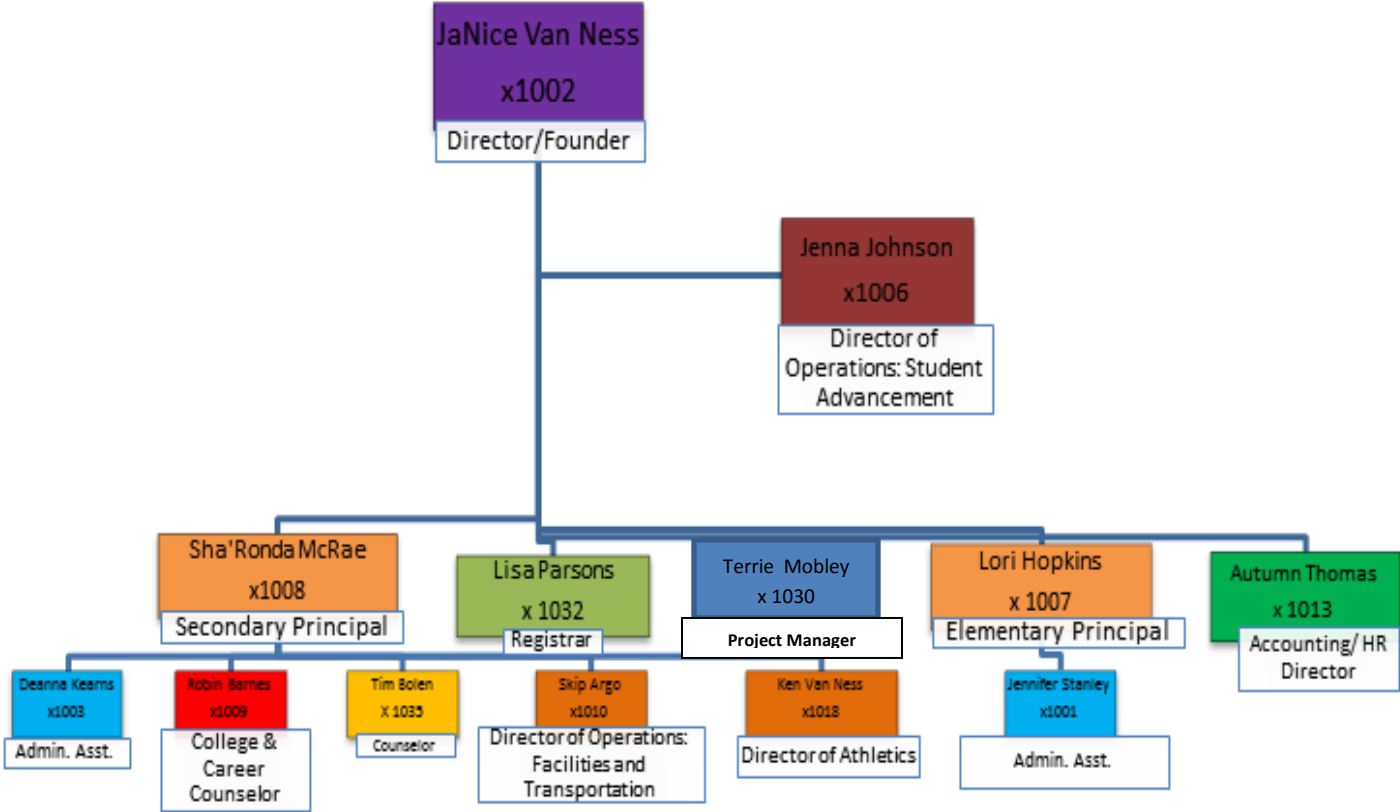 JaNice Van Ness
x1002
Director/Founder
Jenna Johnson
x1006
Director of
Operations: Student
Advancement
Sha'Ronda McRae
x1008
Secondary Principal
Lisa Parsons
x 1032
Registrar
Terrie Mobley
x 1030
Project Manager
Lori Hopkins
x 1007
Elementary Principal
Autumn Thomas
x 1013
Accounting/ HR
Director
Deanna Kearns
x1003
Admin. Asst.
Robin Barnes
x1009
College &
Career
Counselor
Tim Bolen
X 1035
Counselor
Skip Argo
x1010
Director of Operations:
Facilities and
Transportation
Ken Van Ness
x1018
Director of Athletics
Jennifer Stanley
x1001
Admin. Asst.